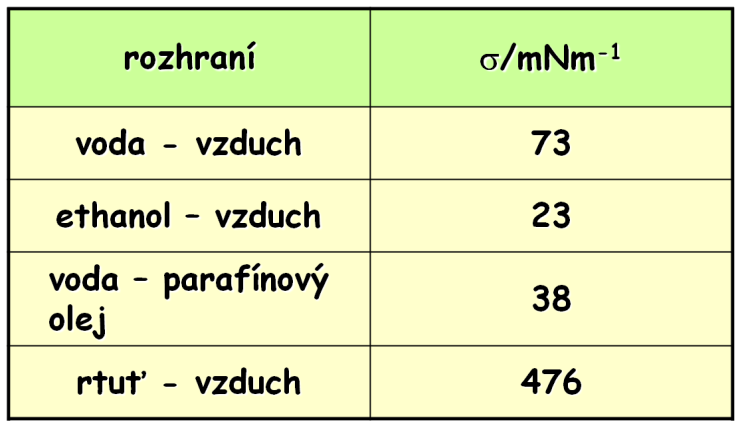 rozhraní σ/mNm⁻¹
voda - vzduch 73
ethanol – vzduch 23
voda – parafínový
olej 38
rtuť - vzduch 476